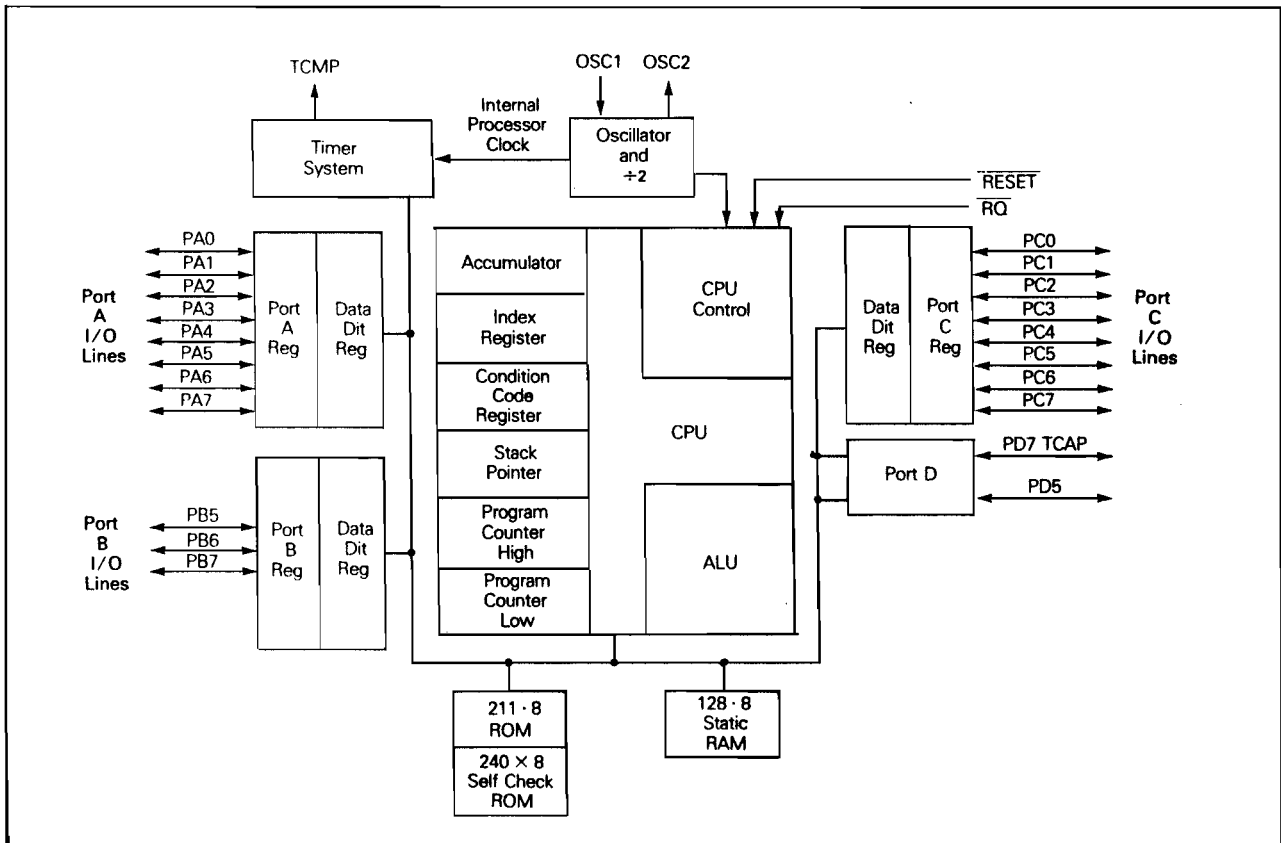 TCMP
OSC1
OSC2
Internal
Processor
Clock
Timer
System
Oscillator
and
÷2
RESET
RQ
Port
A
I/O
Lines
PA0
PA1
PA2
PA3
PA4
PA5
PA6
PA7
Port
A
Reg
Data
Dit
Reg
Port
B
I/O
Lines
PB5
PB6
PB7
Port
B
Reg
Data
Dit
Reg
Accumulator
Index
Register
Condition
Code
Register
Stack
Pointer
Program
Counter
High
Program
Counter
Low
CPU
Control
CPU
ALU
Data
Dit
Reg
Port
C
Reg
PC0
PC1
PC2
PC3
PC4
PC5
PC6
PC7
Port
C
I/O
Lines
Port D
PD7 TCAP
PD5
211 · 8
ROM
240 × 8
Self Check
ROM
128 · 8
Static
RAM